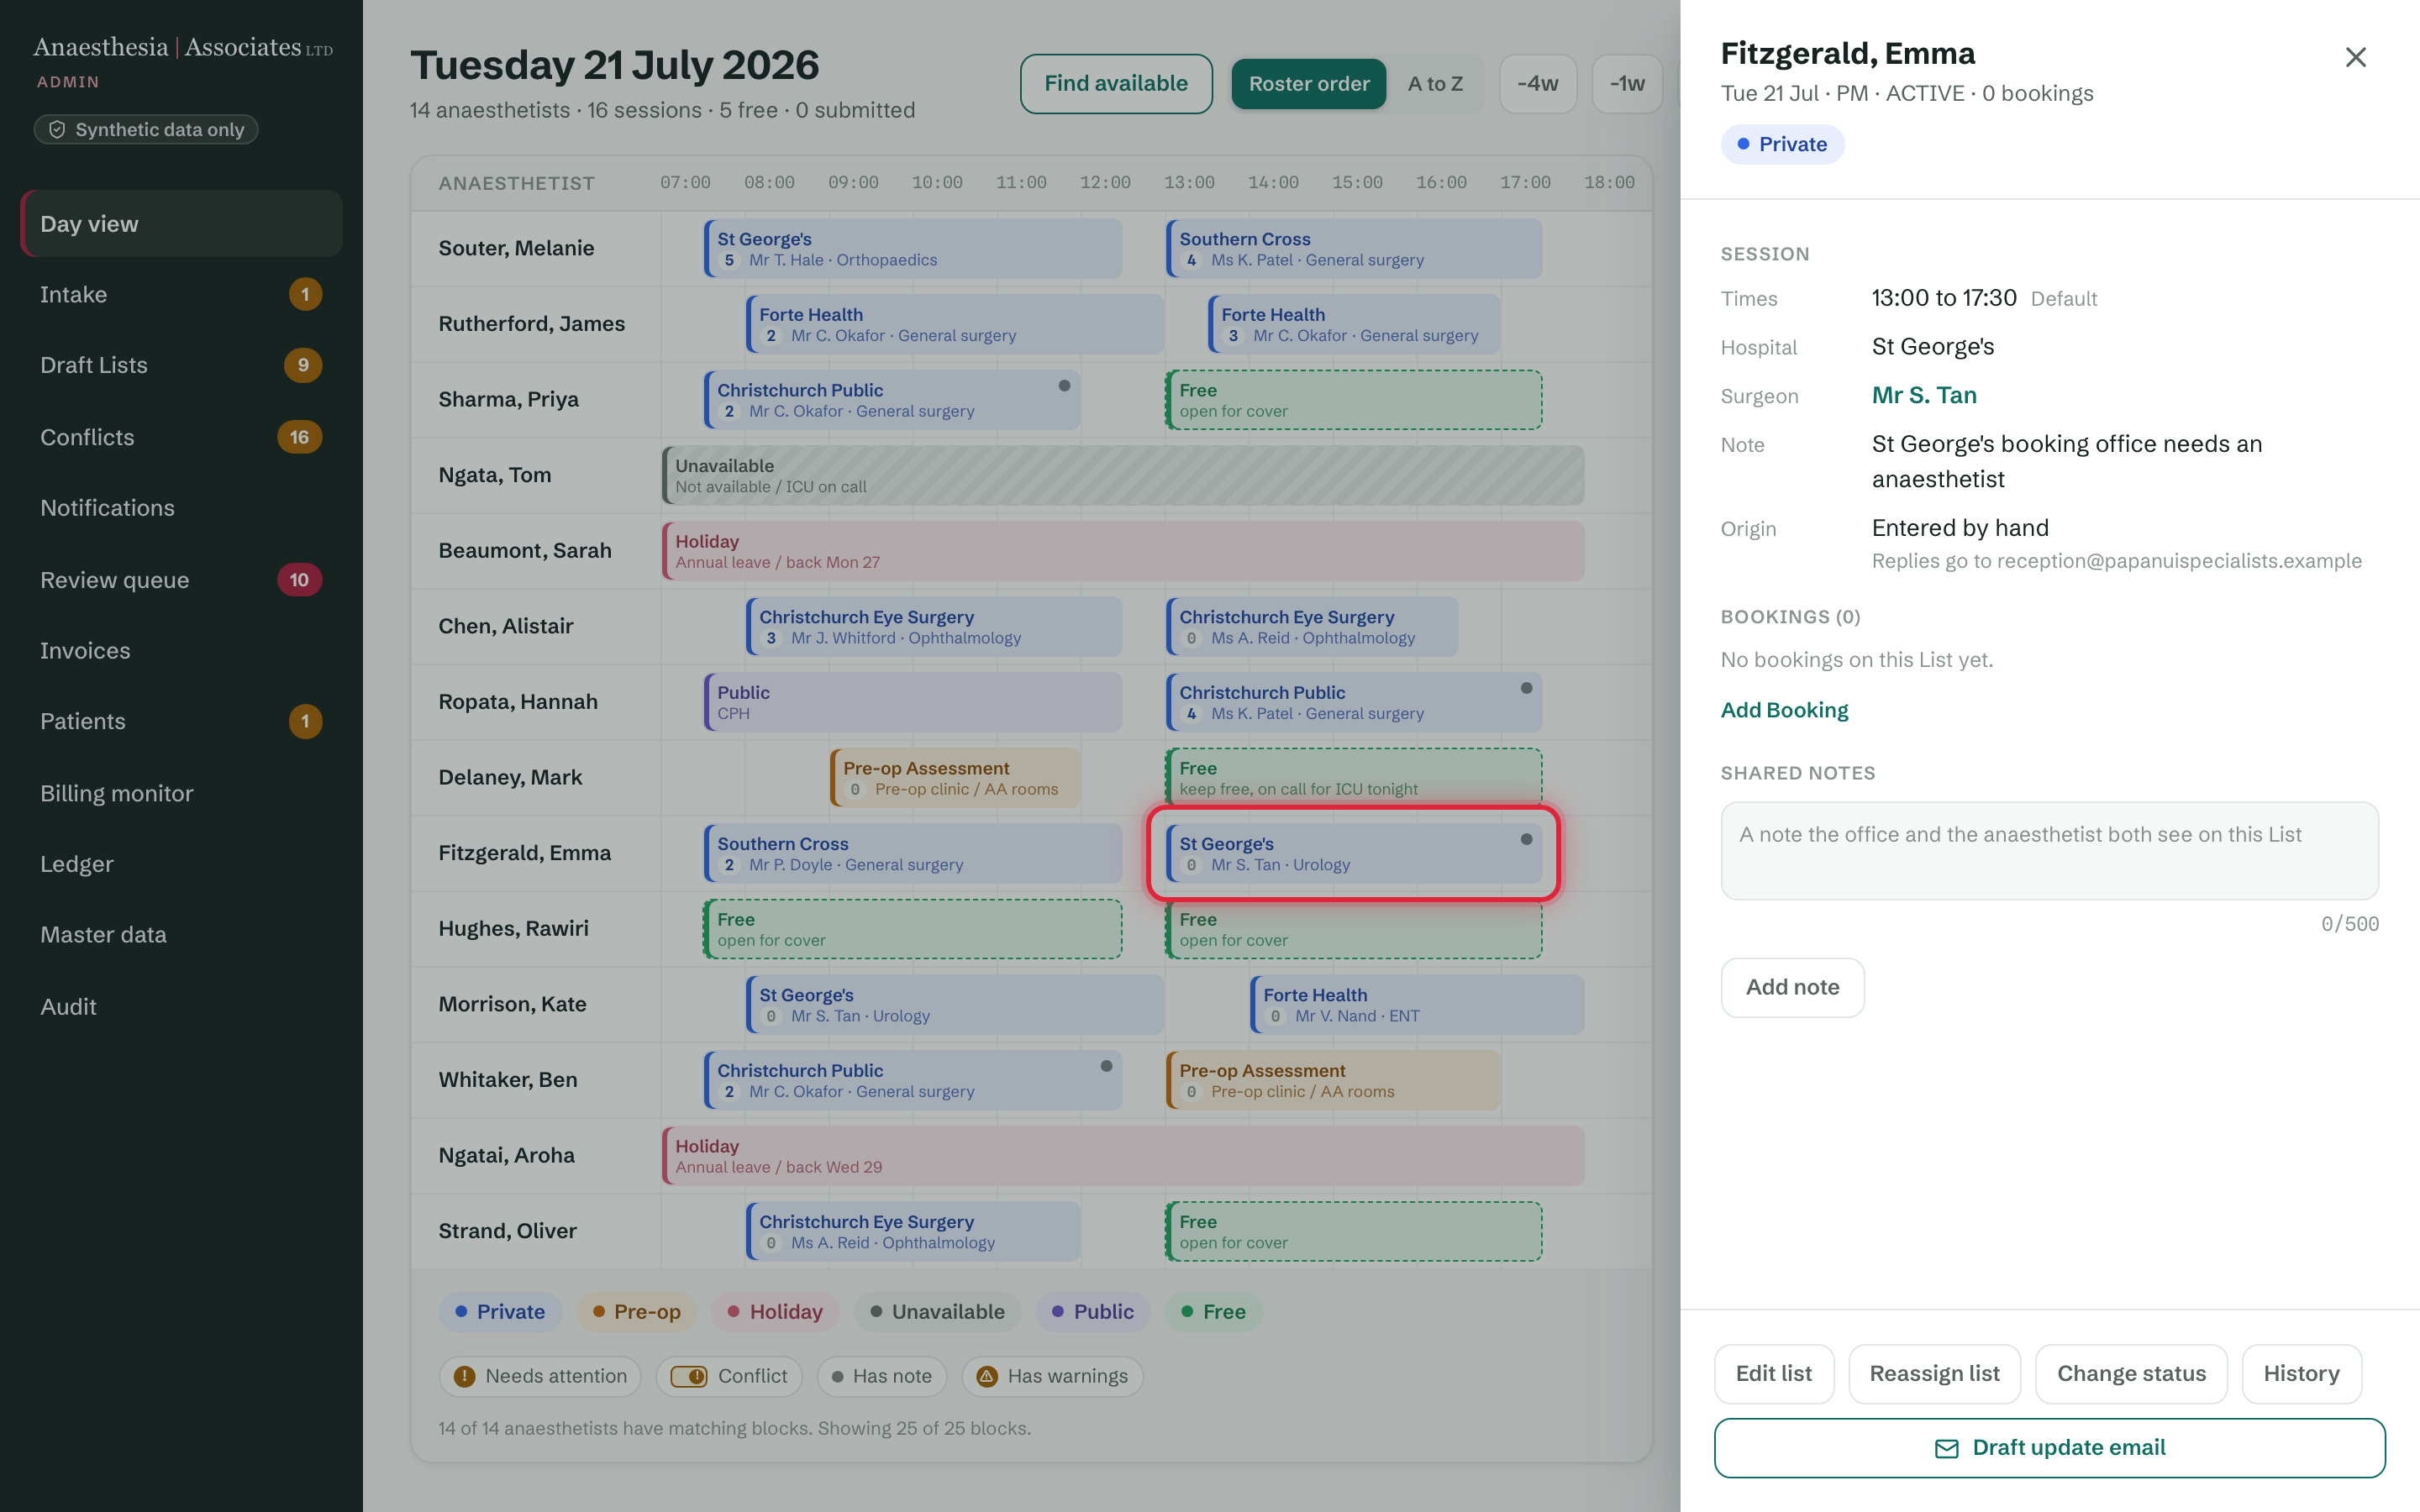 Anaesthesia | Associates LTD
ADMIN
Synthetic data only
Day view
Intake 1
Draft Lists 9
Conflicts 16
Notifications
Review queue 10
Invoices
Patients 1
Billing monitor
Ledger
Master data
Audit
Tuesday 21 July 2026
14 anaesthetists · 16 sessions · 5 free · 0 submitted
Find available
Roster order
A to Z
-4w
-1w
ANAESTHETIST 07:00 08:00 09:00 10:00 11:00 12:00 13:00 14:00 15:00 16:00 17:00 18:00
Souter, Melanie
St George's
5 Mr T. Hale · Orthopaedics
Southern Cross
4 Ms K. Patel · General surgery
Rutherford, James
Forte Health
2 Mr C. Okafor · General surgery
Forte Health
3 Mr C. Okafor · General surgery
Sharma, Priya
Christchurch Public
2 Mr C. Okafor · General surgery
Free
open for cover
Ngata, Tom
Unavailable
Not available / ICU on call
Beaumont, Sarah
Holiday
Annual leave / back Mon 27
Chen, Alistair
Christchurch Eye Surgery
3 Mr J. Whitford · Ophthalmology
Christchurch Eye Surgery
0 Ms A. Reid · Ophthalmology
Ropata, Hannah
Public
CPH
Christchurch Public
4 Ms K. Patel · General surgery
Delaney, Mark
Pre-op Assessment
0 Pre-op clinic / AA rooms
Free
keep free, on call for ICU tonight
Fitzgerald, Emma
Southern Cross
2 Mr P. Doyle · General surgery
St George's
0 Mr S. Tan · Urology
Hughes, Rawiri
Free
open for cover
Free
open for cover
Morrison, Kate
St George's
0 Mr S. Tan · Urology
Forte Health
0 Mr V. Nand · ENT
Whitaker, Ben
Christchurch Public
2 Mr C. Okafor · General surgery
Pre-op Assessment
0 Pre-op clinic / AA rooms
Ngatai, Aroha
Holiday
Annual leave / back Wed 29
Strand, Oliver
Christchurch Eye Surgery
0 Ms A. Reid · Ophthalmology
Free
open for cover
Private
Pre-op
Holiday
Unavailable
Public
Free
Needs attention
Conflict
Has note
Has warnings
14 of 14 anaesthetists have matching blocks. Showing 25 of 25 blocks.
Fitzgerald, Emma
Tue 21 Jul · PM · ACTIVE · 0 bookings
Private
SESSION
Times 13:00 to 17:30 Default
Hospital St George's
Surgeon Mr S. Tan
Note St George's booking office needs an
anaesthetist
Origin Entered by hand
Replies go to reception@papanuispecialists.example
BOOKINGS (0)
No bookings on this List yet.
Add Booking
SHARED NOTES
A note the office and the anaesthetist both see on this List
0/500
Add note
Edit list
Reassign list
Change status
History
Draft update email